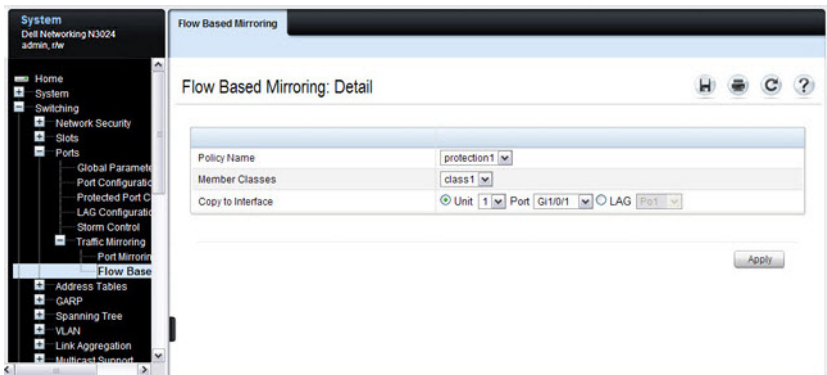 System
Dell Networking N3024
admin, r/w
Home
System
Switching
Network Security
Slots
Ports
Global Paramete
Port Configuratic
Protected Port C
LAG Configuratic
Storm Control
Traffic Mirroring
Port Mirrorin
Flow Base
Address Tables
GARP
Spanning Tree
VLAN
Link Aggregation
Multicast Support
Flow Based Mirroring
Flow Based Mirroring: Detail
?
Policy Name protection1
Member Classes class1
Copy to Interface Unit 1 Port Gi1/0/1 LAG Po1
Apply